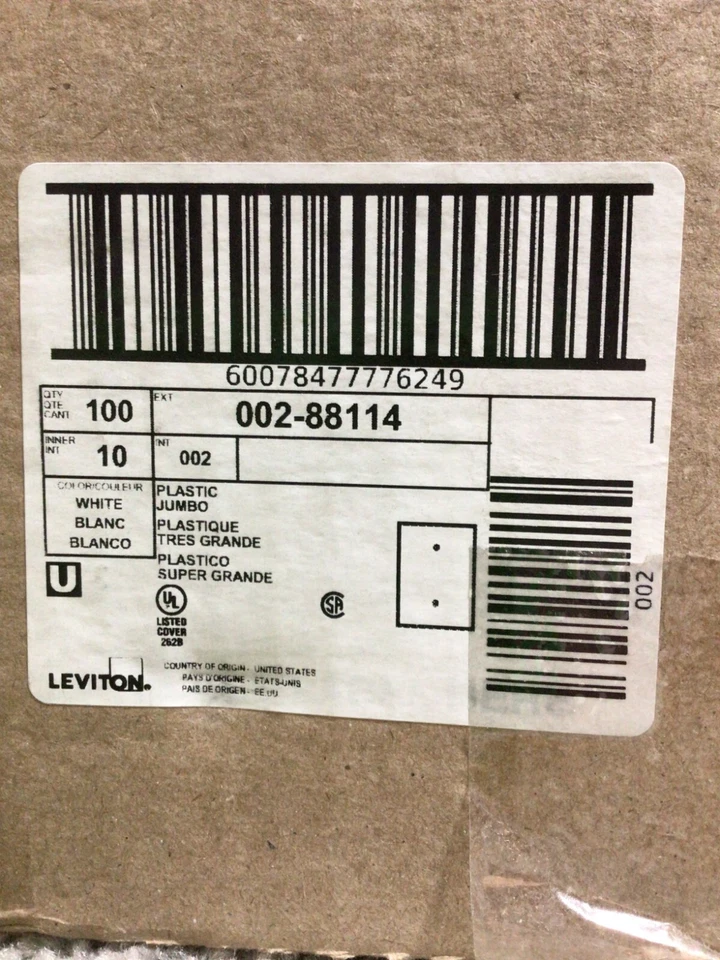 60078477776249
QTY
QTE
CANT
100
EXT
002-88114
INNER
INT
10
INT
002
COLOR/COULEUR
WHITE
BLANC
BLANCO
PLASTIC
JUMBO
PLASTIQUE
TRES GRANDE
PLASTICO
SUPER GRANDE
U
UL
LISTED
COVER
262B
SA
002
LEVITON.
COUNTRY OF ORIGIN - UNITED STATES
PAYS D'ORIGINE - ETATS-UNIS
PAIS DE ORIGEN - EE UU